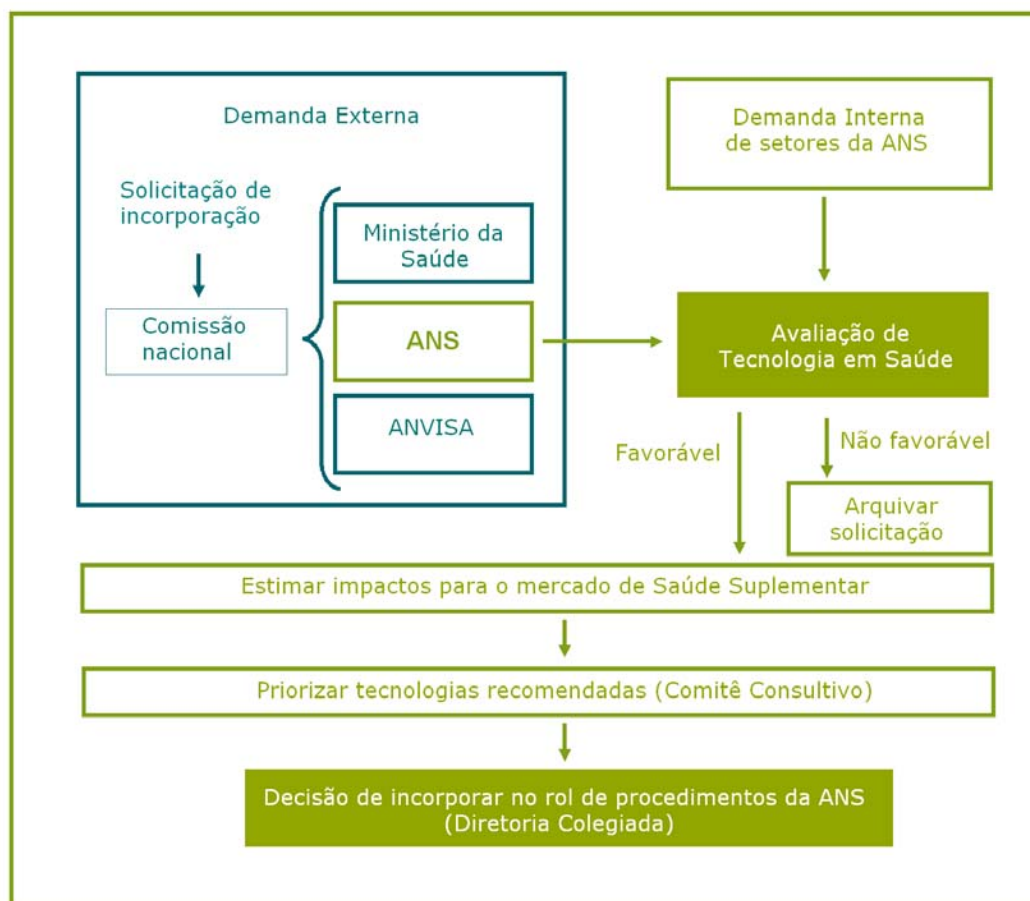 Demanda Externa
Solicitação de
incorporação
Comissão
nacional
Ministério da
Saúde
ANS
ANVISA
Demanda Interna
de setores da ANS
Avaliação de
Tecnologia em Saúde
Favorável
Não favorável
Arquivar
solicitação
Estimar impactos para o mercado de Saúde Suplementar
Priorizar tecnologias recomendadas (Comitê Consultivo)
Decisão de incorporar no rol de procedimentos da ANS
(Diretoria Colegiada)